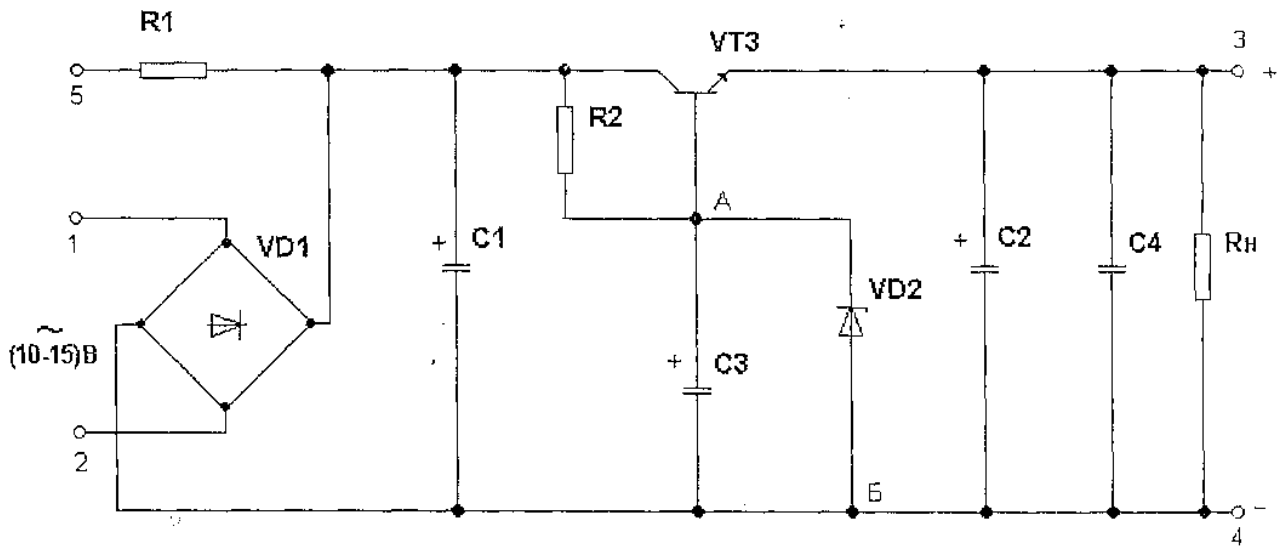 R1
VT3
3
+
5
R2
А
1
VD1
+
C1
+
C2
C4
Rн
~
(10-15)В
VD2
+
C3
2
Б
-
4